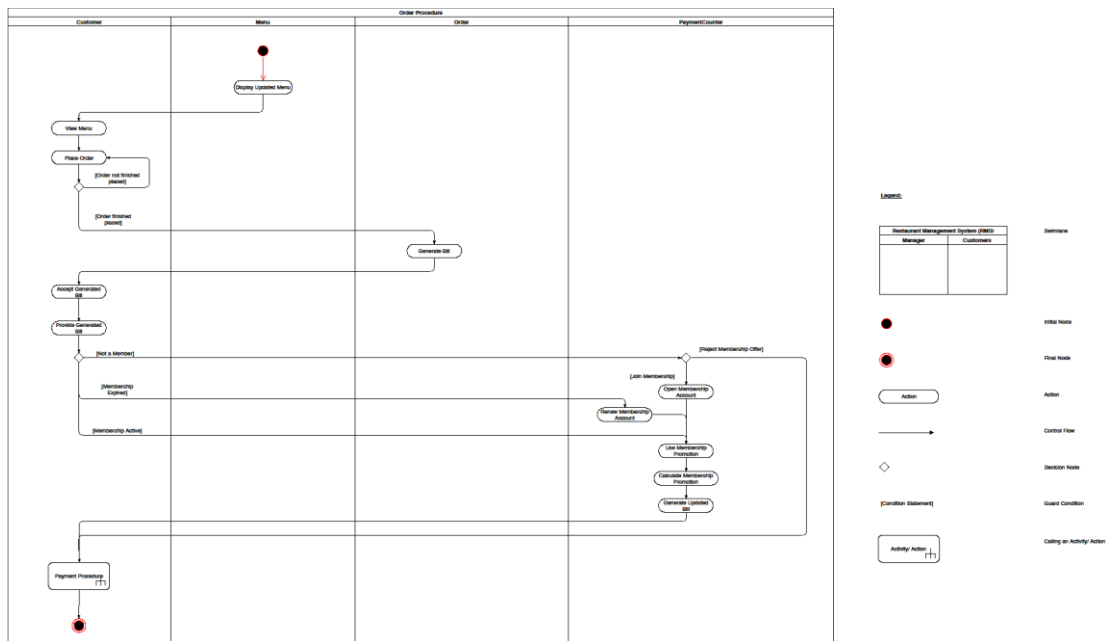 Order Procedure
Customer
Menu
Order
PaymentCounter
Display Updated Menu
View Menu
Place Order
[Order not finished
placed]
[Order finished
placed]
Generate Bill
Accept Generated
Bill
Provide Generated
Bill
[Not a Member]
[Reject Membership Offer]
[Join Membership]
[Membership
Expired]
Open Membership
Account
Renew Membership
Account
[Membership Active]
Use Membership
Promotion
Calculate Membership
Promotion
Generate Updated
Bill
Payment Procedure
Legend:
Restaurant Management System (RMS)
Manager
Customers
Swimlane
Initial Node
Final Node
Action
Action
Control Flow
Decision Node
[Condition Statement]
Guard Condition
Activity/ Action
Calling an Activity/ Action